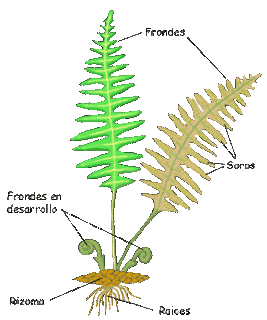 Frondes
Soros
Frondes en
desarrollo
Rizoma
Raíces